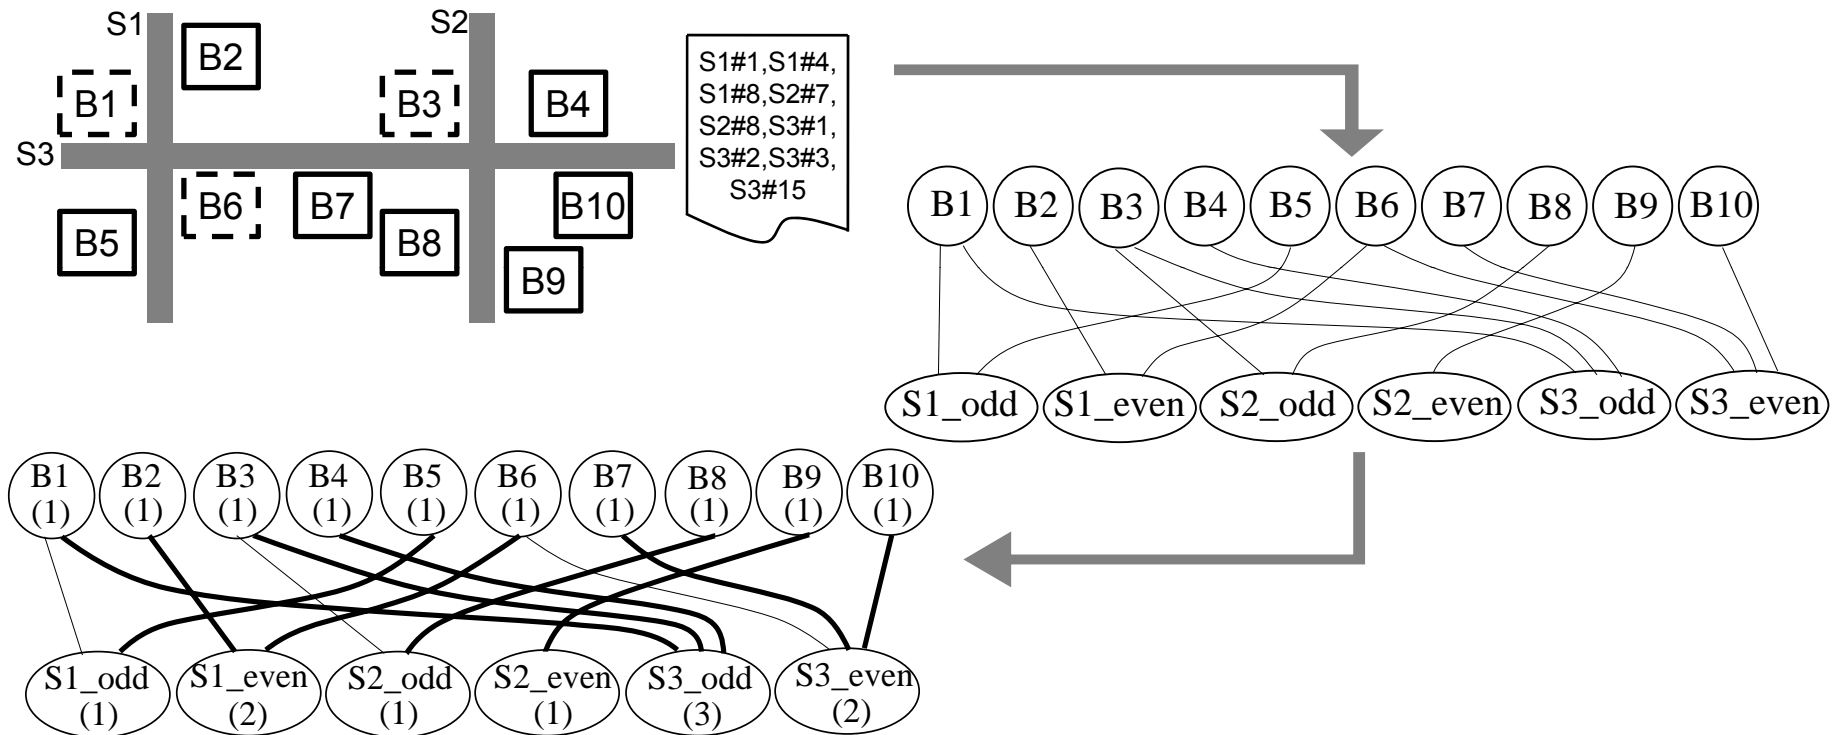 S1
S2
B2
B1
B3
B4
S3
B6
B7
B10
B5
B8
B9
S1#1,S1#4,
S1#8,S2#7,
S2#8,S3#1,
S3#2,S3#3,
S3#15
B1 B2 B3 B4 B5 B6 B7 B8 B9 B10
S1_odd S1_even S2_odd S2_even S3_odd S3_even
B1 B2 B3 B4 B5 B6 B7 B8 B9 B10
(1) (1) (1) (1) (1) (1) (1) (1) (1) (1)
S1_odd S1_even S2_odd S2_even S3_odd S3_even
(1) (2) (1) (1) (3) (2)